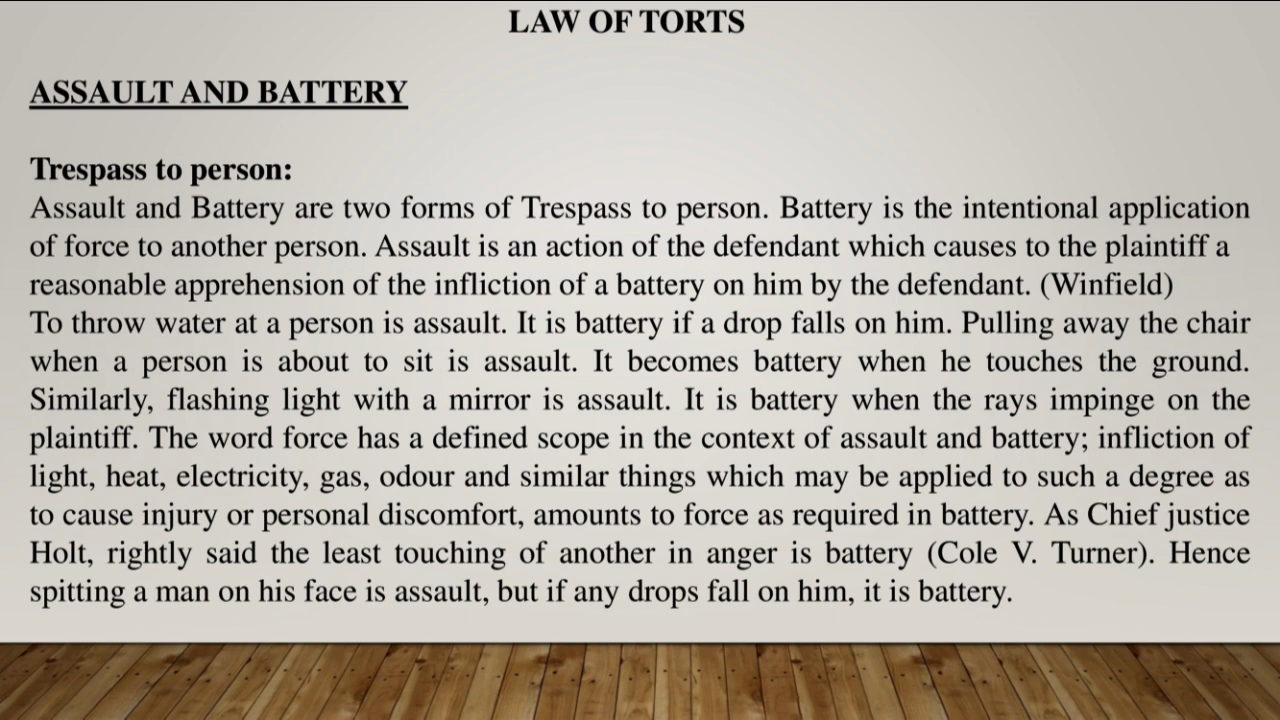 LAW OF TORTS
ASSAULT AND BATTERY
Trespass to person:
Assault and Battery are two forms of Trespass to person. Battery is the intentional application
of force to another person. Assault is an action of the defendant which causes to the plaintiff a
reasonable apprehension of the infliction of a battery on him by the defendant. (Winfield)
To throw water at a person is assault. It is battery if a drop falls on him. Pulling away the chair
when a person is about to sit is assault. It becomes battery when he touches the ground.
Similarly, flashing light with a mirror is assault. It is battery when the rays impinge on the
plaintiff. The word force has a defined scope in the context of assault and battery; infliction of
light, heat, electricity, gas, odour and similar things which may be applied to such a degree as
to cause injury or personal discomfort, amounts to force as required in battery. As Chief justice
Holt, rightly said the least touching of another in anger is battery (Cole V. Turner). Hence
spitting a man on his face is assault, but if any drops fall on him, it is battery.